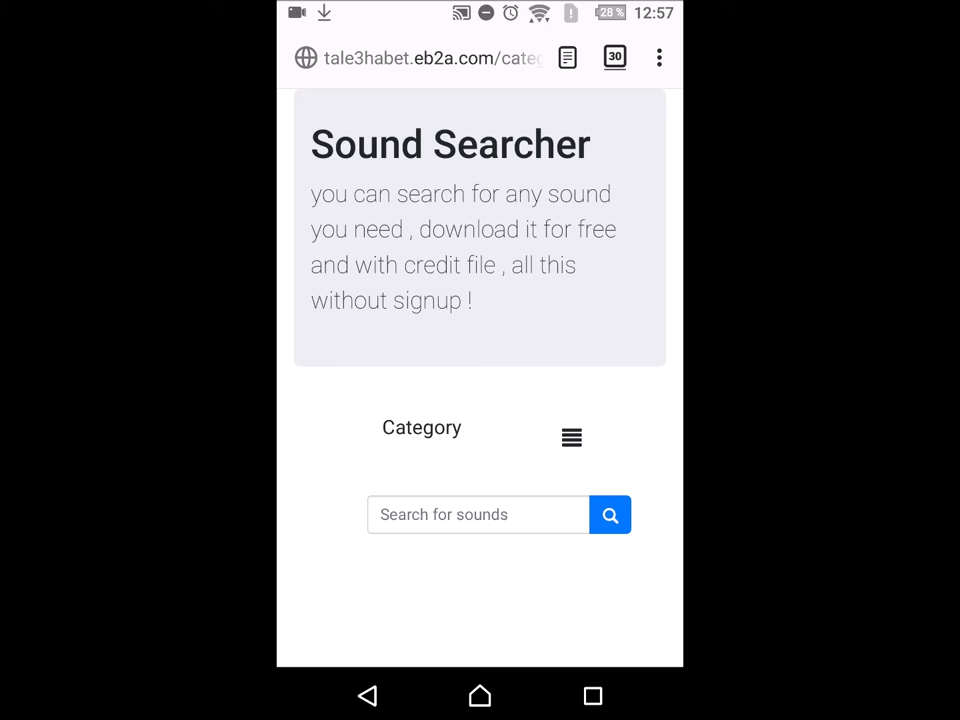 28 % 12:57
tale3habet.eb2a.com/categ
30
Sound Searcher
you can search for any sound
you need , download it for free
and with credit file , all this
without signup !
Category
Search for sounds